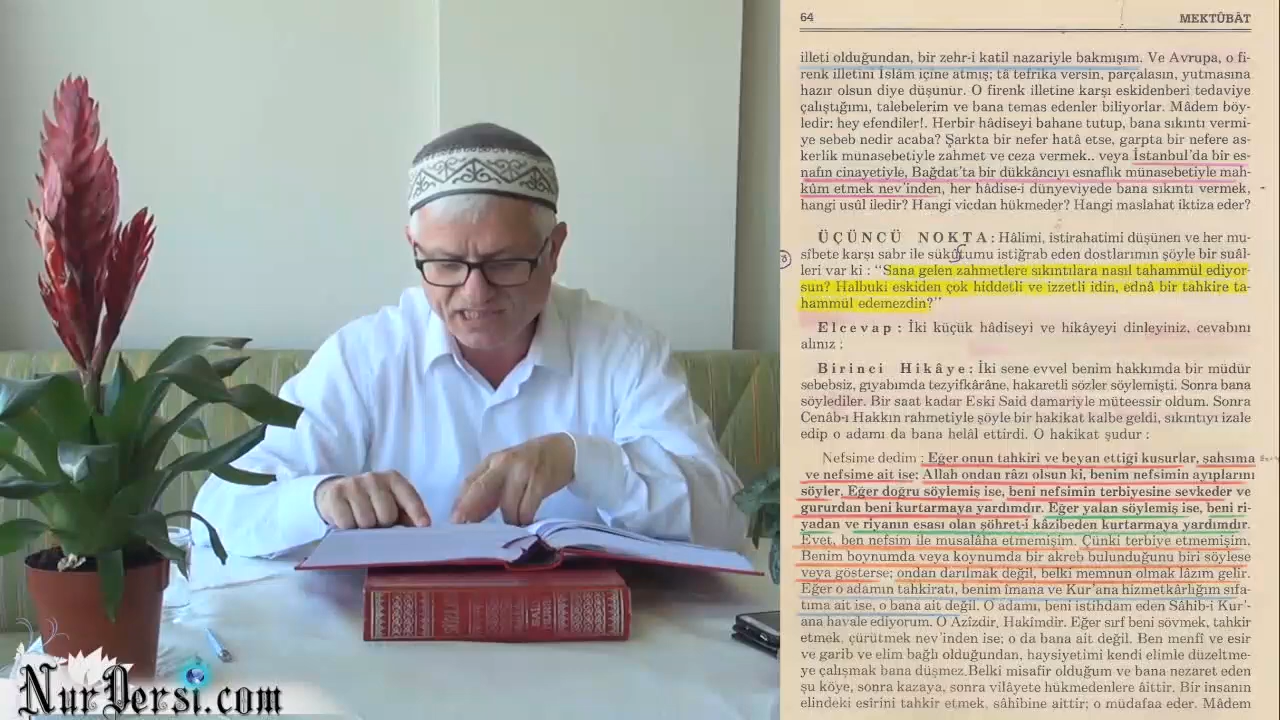 64 MEKTÛBÂT
illeti olduğundan, bir zehr-i katil nazariyle bakmışım. Ve Avrupa, o fi-
renk illetini İslâm içine atmış; tâ tefrika versin, parçalasın, yutmasına
hazır olsun diye düşünür. O firenk illetine karşı eskidenberi tedaviye
çalıştığımı, talebelerim ve bana temas edenler biliyorlar. Mâdem böy-
ledir; hey efendiler!. Herbir hâdiseyi bahane tutup, bana sıkıntı vermi-
ye sebeb nedir acaba? Şarkta bir nefer hatâ etse, garpta bir nefere as-
kerlik münasebetiyle zahmet ve ceza vermek.. veya İstanbul'da bir es-
nafın cinayetiyle, Bağdat'ta bir dükkâncıyı esnaflık münasebetiyle mah-
kûm etmek nev'inden, her hâdise-i dünyeviyede bana sıkıntı vermek,
hangi usûl iledir? Hangi vicdan hükmeder? Hangi maslahat iktiza eder?
ÜÇÜNCÜ NOKTA: Hâlimi, istirahatimi düşünen ve her mu-
sîbete karşı sabr ile sükûtumu istiğrab eden dostlarımın şöyle bir suâl-
leri var ki : "Sana gelen zahmetlere sıkıntılara nasıl tahammül ediyor-
sun? Halbuki eskiden çok hiddetli ve izzetli idin, ednâ bir tahkire ta-
hammül edemezdin?"
Elcevap: İki küçük hâdiseyi ve hikâyeyi dinleyiniz, cevabını
alınız :
Birinci Hikâye: İki sene evvel benim hakkımda bir müdür
sebebsiz, gıyabımda tezyifkârâne, hakaretli sözler söylemişti. Sonra bana
söylediler. Bir saat kadar Eski Said damariyle müteessir oldum. Sonra
Cenâb-ı Hakkın rahmetiyle şöyle bir hakikat kalbe geldi, sıkıntıyı izale
edip o adamı da bana helâl ettirdi. O hakikat şudur :
Nefsime dedim : Eğer onun tahkiri ve beyan ettiği kusurlar, şahsıma
ve nefsime ait ise; Allah ondan râzı olsun ki, benim nefsimin ayıplarını
söyler. Eğer doğru söylemiş ise, beni nefsimin terbiyesine sevkeder ve
gururdan beni kurtarmaya yardımdır. Eğer yalan söylemiş ise, beni ri-
yadan ve riyanın esası olan şöhret-i kâzibeden kurtarmaya yardımdır.
Evet, ben nefsim ile musalâha etmemişim. Çünki terbiye etmemişim.
Benim boynumda veya koynumda bir akreb bulunduğunu biri söylese
veya gösterse; ondan darılmak değil, belki memnun olmak lâzım gelir.
Eğer o adamın tahkiratı, benim îmana ve Kur'ana hizmetkârlığım sıfa-
tıma ait ise, o bana ait değil. O adamı, beni istihdam eden Sâhib-i Kur'-
ana havale ediyorum. O Azîzdir, Hakîmdir. Eğer sırf beni sövmek, tahkir
etmek, çürütmek nev'inden ise; o da bana ait değil. Ben menfî ve esir
ve garib ve elim bağlı olduğundan, haysiyetimi kendi elimle düzeltme-
ye çalışmak bana düşmez. Belki misafir olduğum ve bana nezaret eden
şu köye, sonra kazaya, sonra vilâyete hükmedenlere âittir. Bir insanın
elindeki esîrini tahkir etmek, sâhibine aittir; o müdafaa eder. Mâdem
NurDersi.com